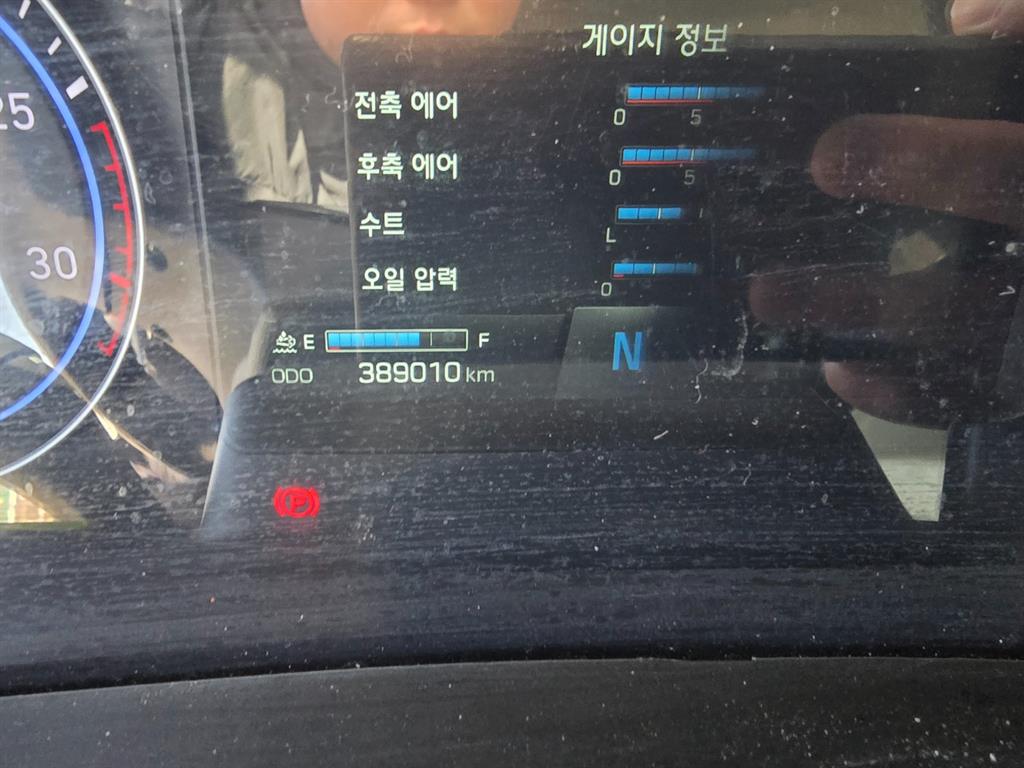 게이지 정보
25
전축 에어
0 5
후축 에어
0 5
수트
L
30
오일 압력
0
E F
ODO 389010 km
N
P